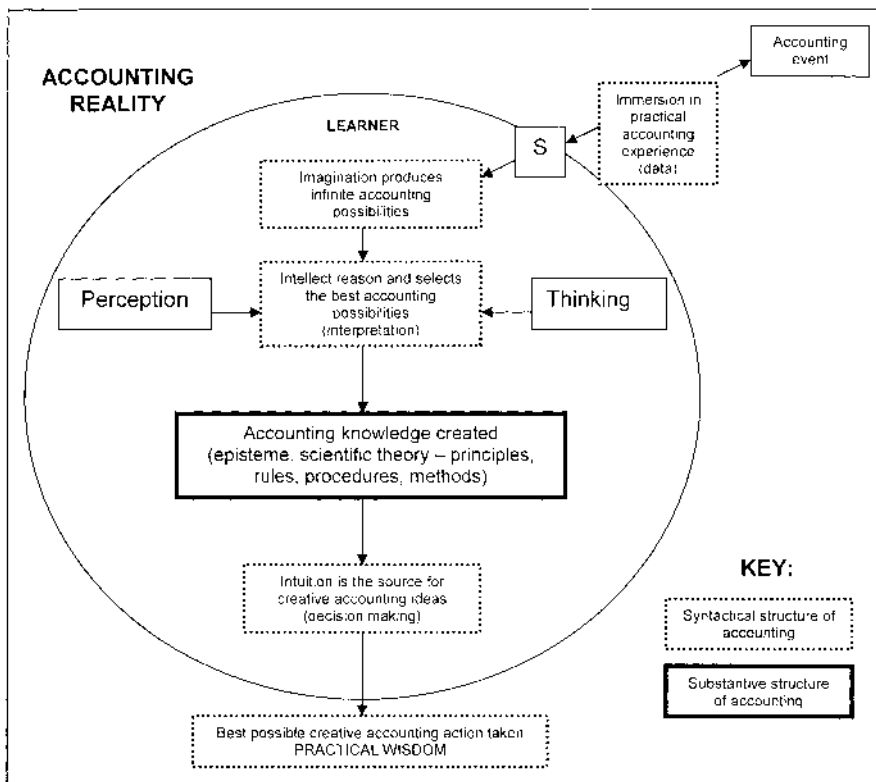 ACCOUNTING
REALITY
Accounting
event
Immersion in
practical
accounting
experience
(data)
LEARNER
S
Imagination produces
infinite accounting
possibilities
Perception
Intellect reason and selects
the best accounting
possibilities
(interpretation)
Thinking
Accounting knowledge created
(episteme, scientific theory – principles,
rules, procedures, methods)
Intuition is the source for
creative accounting ideas
(decision making)
Best possible creative accounting action taken
PRACTICAL WISDOM
KEY:
Syntactical structure of
accounting
Substantive structure
of accounting